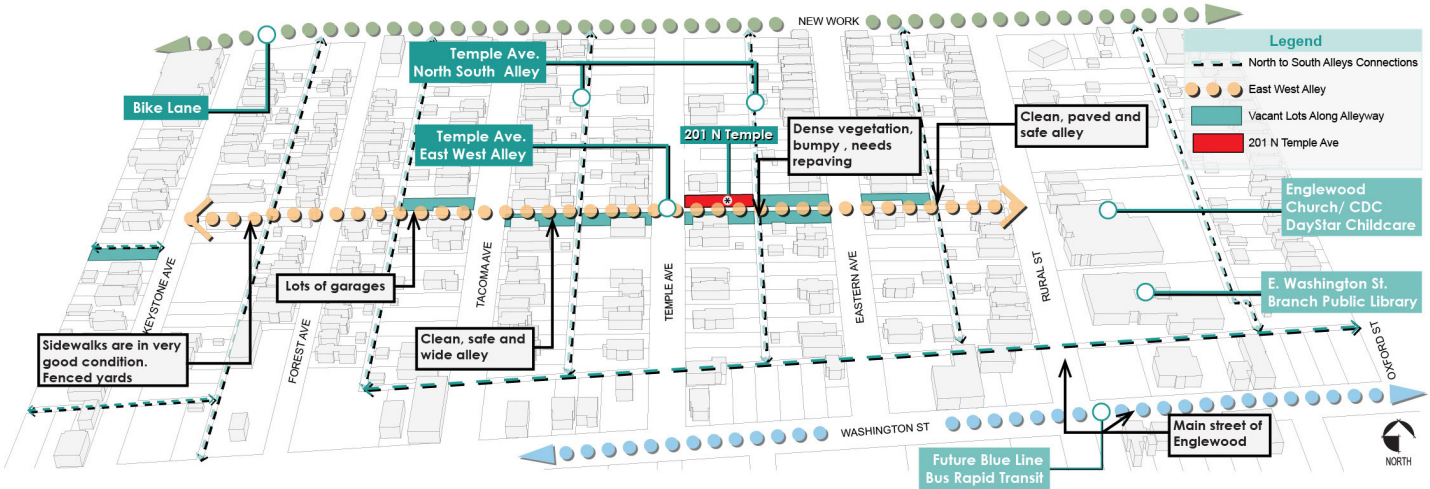 NEW WORK
Legend
North to South Alleys Connections
East West Alley
Vacant Lots Along Alleyway
201 N Temple Ave
Bike Lane
Temple Ave.
North South Alley
Temple Ave.
East West Alley
201 N Temple
Dense vegetation,
bumpy , needs
repaving
Clean, paved and
safe alley
Englewood
Church/ CDC
DayStar Childcare
E. Washington St.
Branch Public Library
Lots of garages
Clean, safe and
wide alley
Sidewalks are in very
good condition.
Fenced yards
KEYSTONE AVE
FOREST AVE
TACOMA AVE
TEMPLE AVE
EASTERN AVE
RURAL ST
OXFORD ST
WASHINGTON ST
Main street of
Englewood
Future Blue Line
Bus Rapid Transit
NORTH